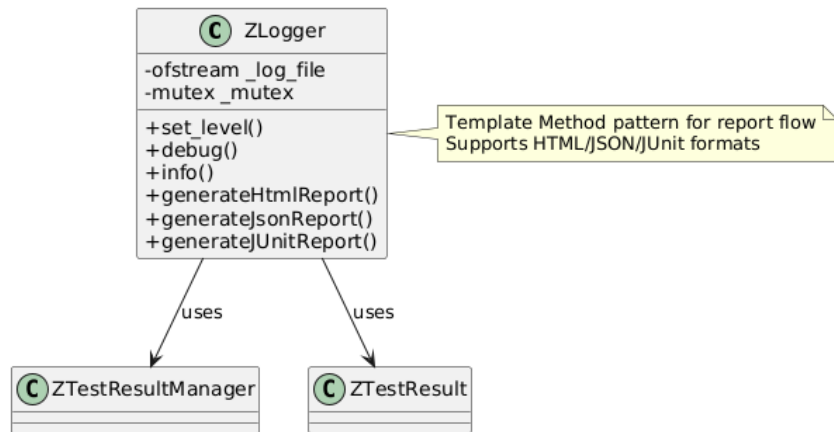 C ZLogger
-ofstream _log_file
-mutex _mutex
+set_level()
+debug()
+info()
+generateHtmlReport()
+generateJsonReport()
+generateJUnitReport()
Template Method pattern for report flow
Supports HTML/JSON/JUnit formats
uses
uses
C ZTestResultManager
C ZTestResult